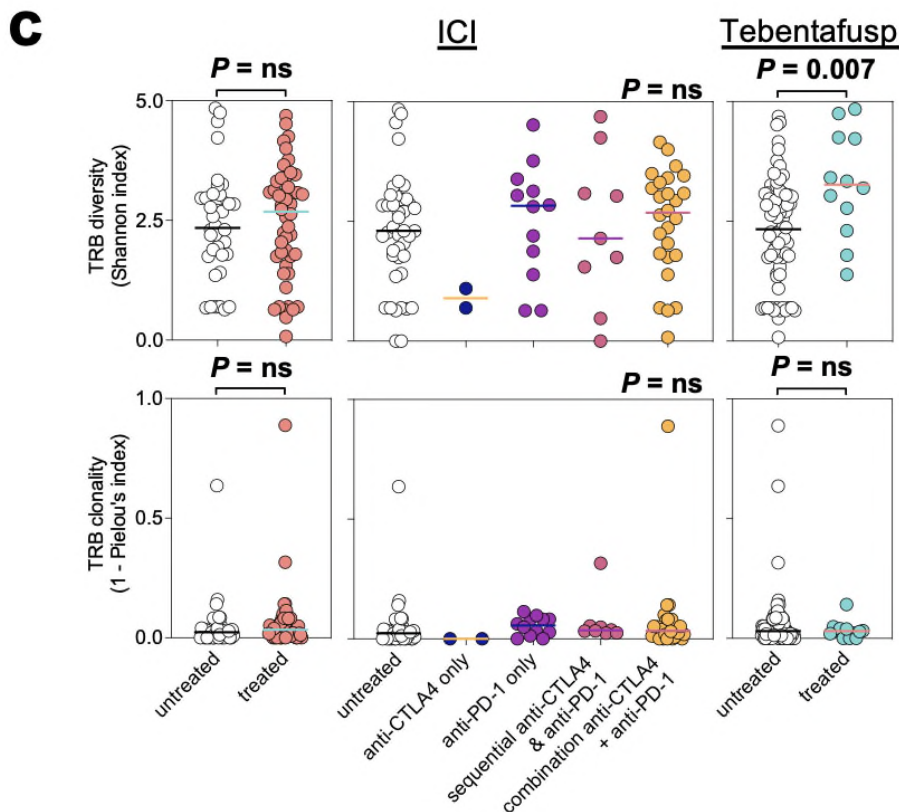 C
ICI
Tebentafusp
P = ns
P = ns
P = 0.007
TRB diversity
(Shannon index)
5.0
2.5
0.0
P = ns
P = ns
P = ns
TRB clonality
(1 - Pielou's index)
1.0
0.5
0.0
untreated
treated
untreated
anti-CTLA4 only
anti-PD-1 only
sequential anti-CTLA4
& anti-PD-1
combination anti-CTLA4
+ anti-PD-1
untreated
treated